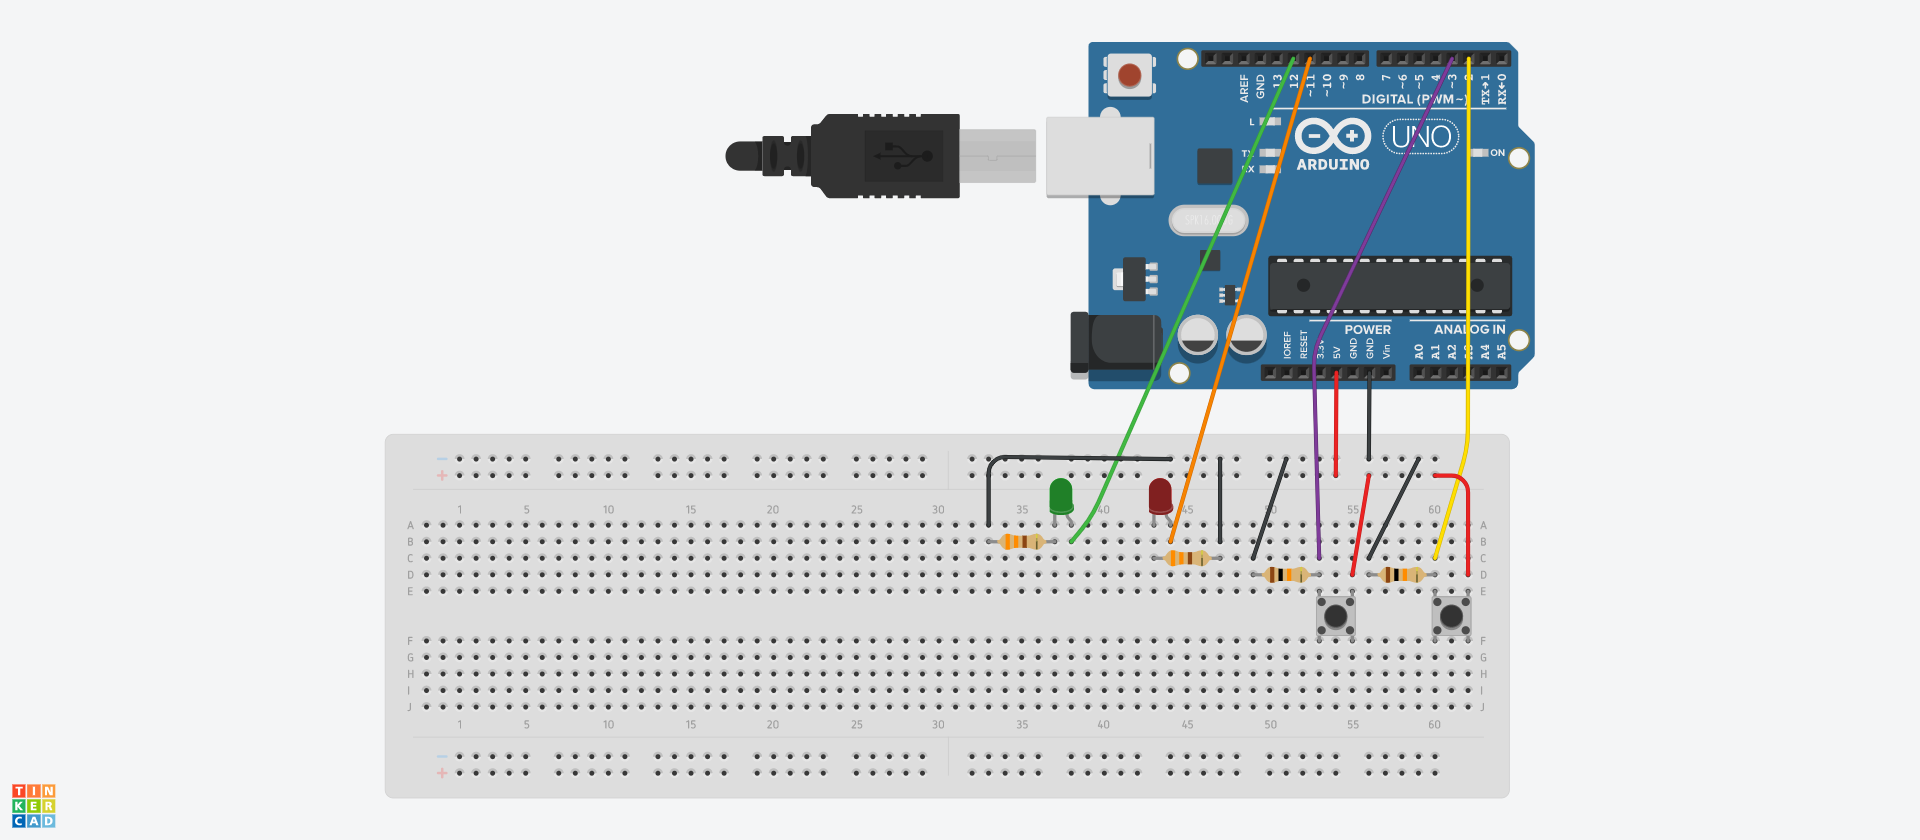 AREF GND 13 12 ~11 ~10 ~9 8 7 ~6 ~5 4 ~3 2 TX→1 RX←0
DIGITAL (PWM~)
L
TX
RX
UNO
ON
ARDUINO
IOREF RESET 3.3V 5V GND GND Vin
POWER
ANALOG IN
A0 A1 A2 A3 A4 A5
− 
+
1 5 10 15 20 25 30 35 40 45 50 55 60
A A
B B
C C
D D
E E
F F
G G
H H
I I
J J
1 5 10 15 20 25 30 35 40 45 50 55 60
−
+
TIN
KER
CAD